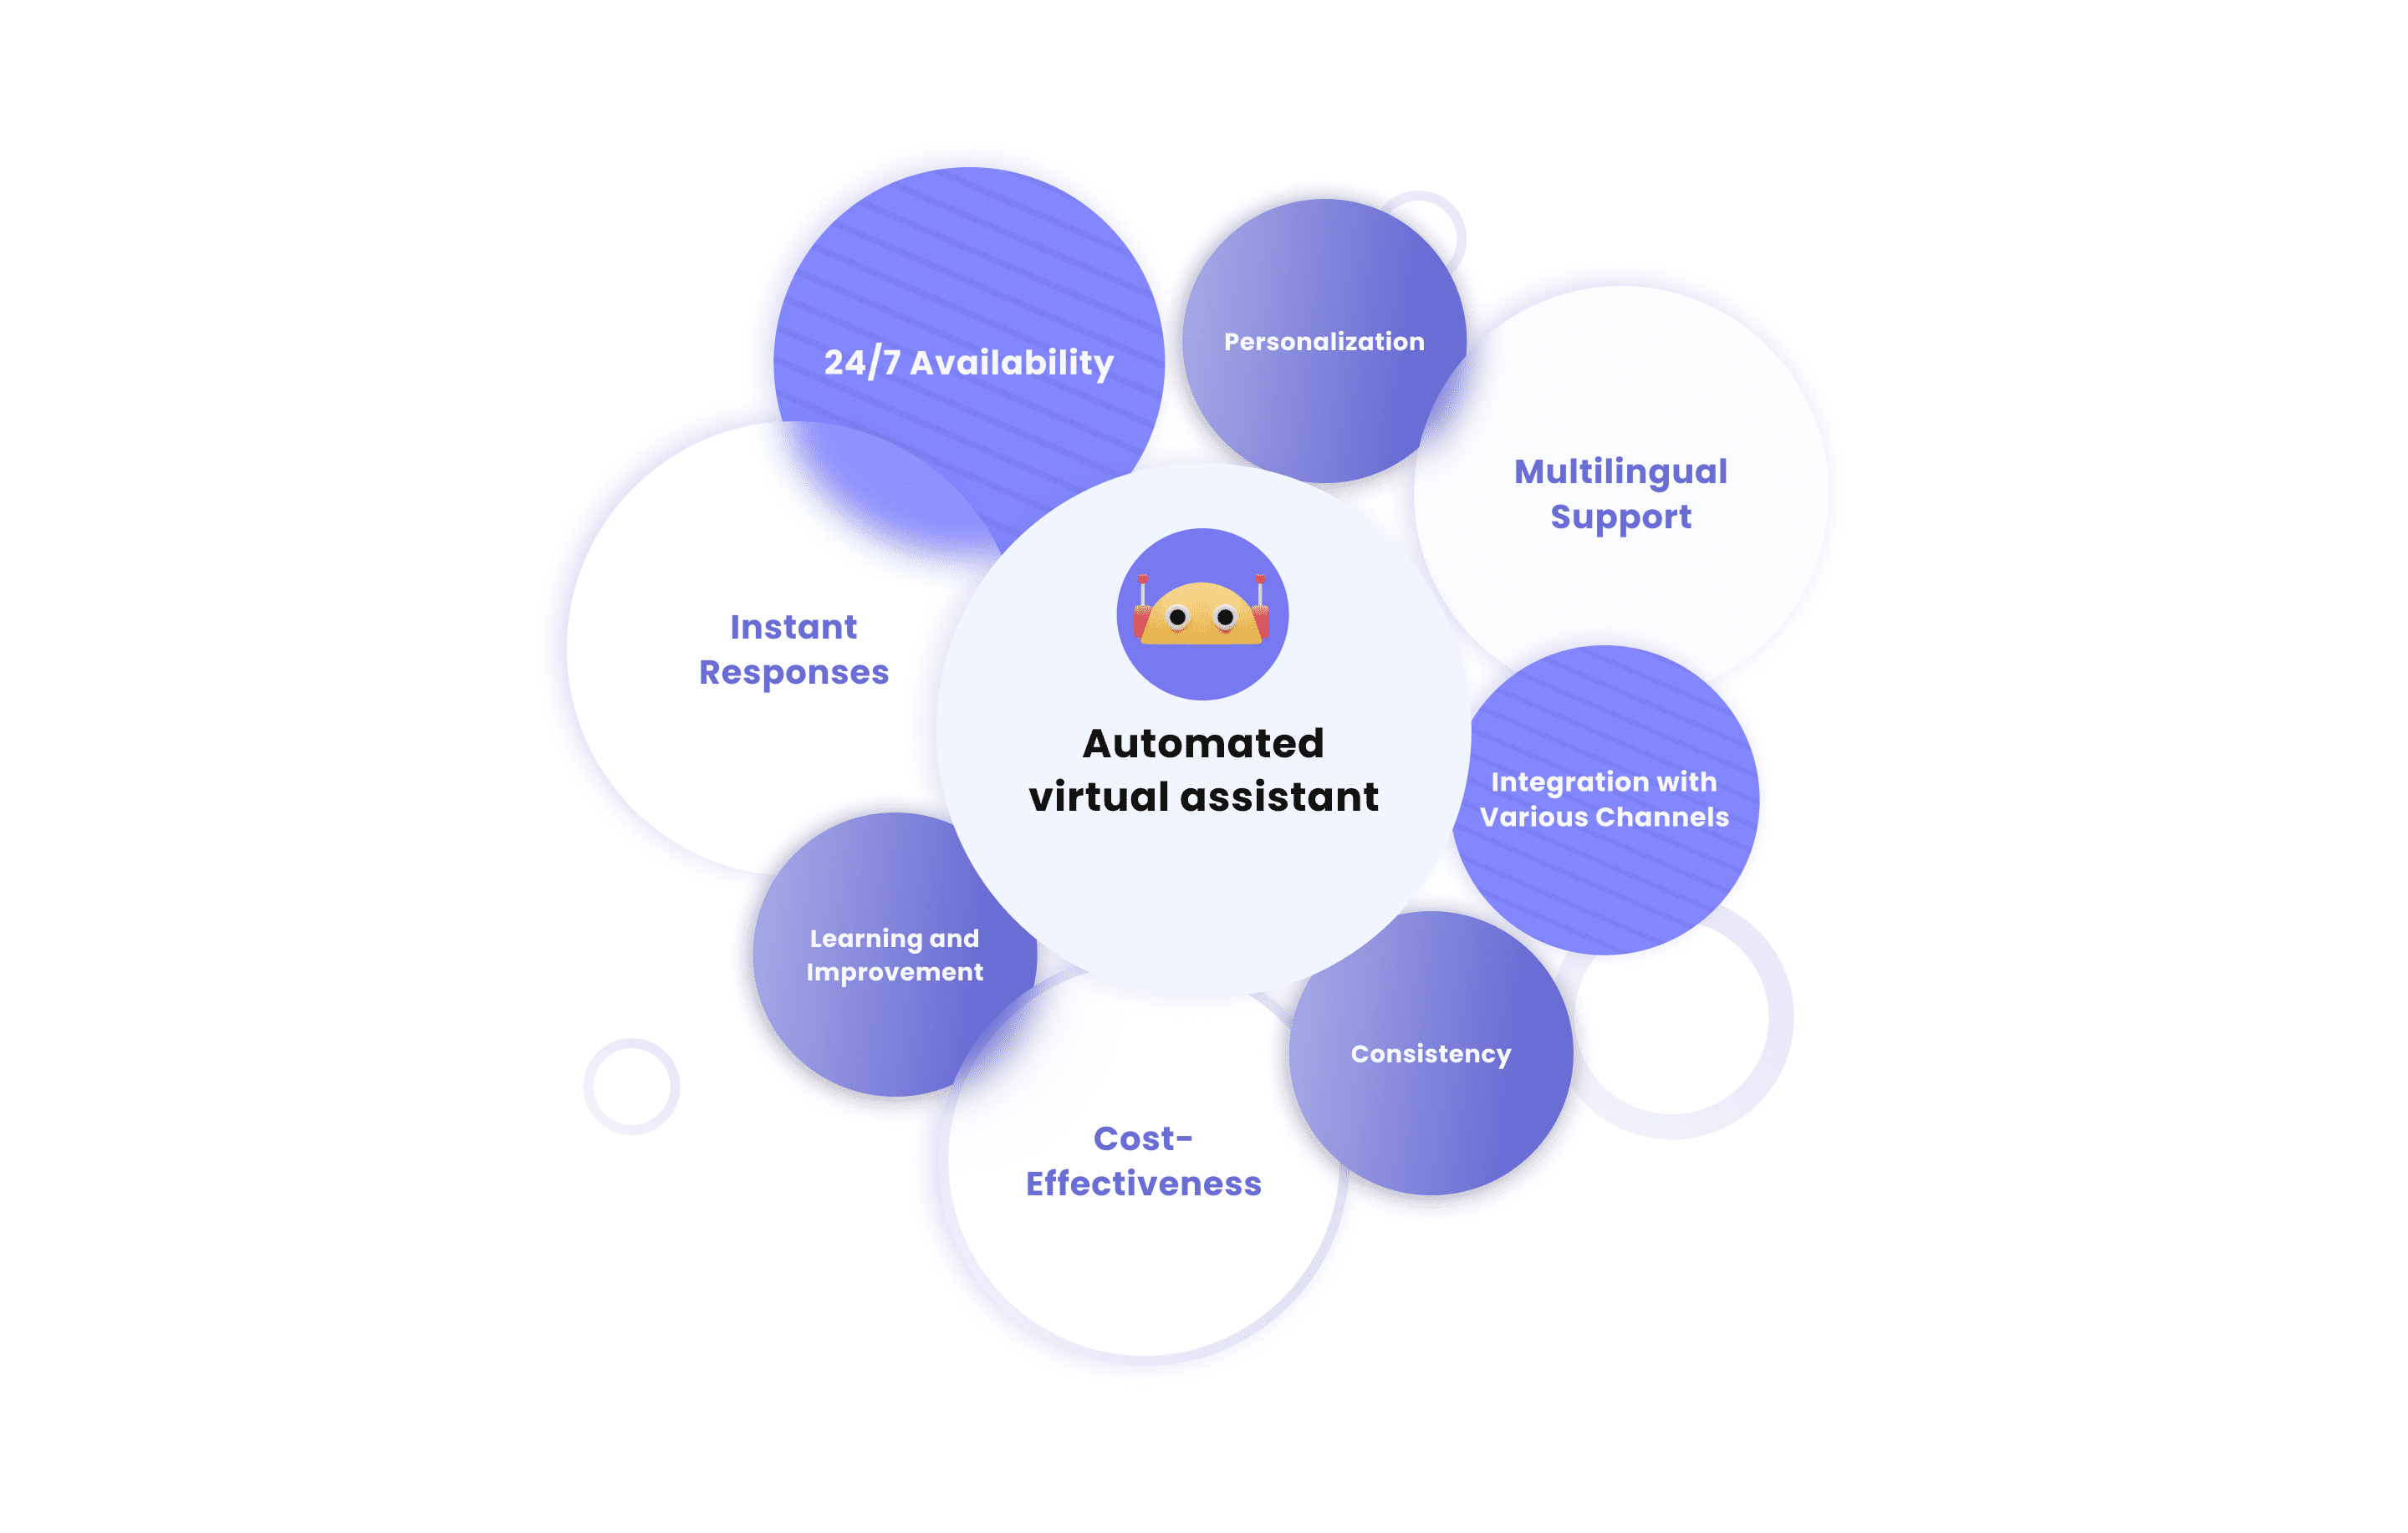 24/7 Availability
Personalization
Multilingual
Support
Instant
Responses
Automated
virtual assistant
Integration with
Various Channels
Learning and
Improvement
Consistency
Cost-
Effectiveness